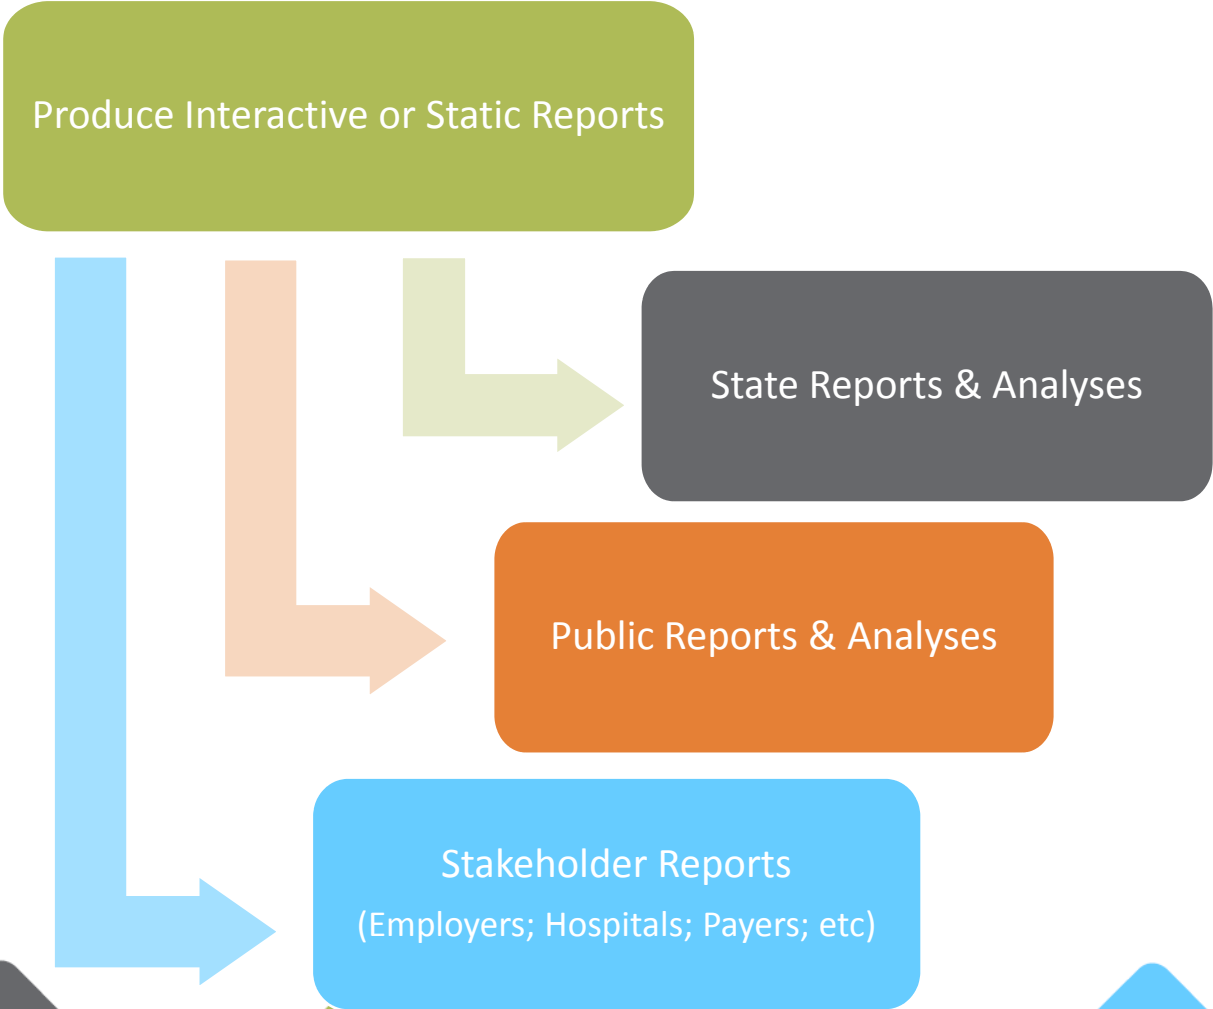 Produce Interactive or Static Reports
State Reports & Analyses
Public Reports & Analyses
Stakeholder Reports
(Employers; Hospitals; Payers; etc)